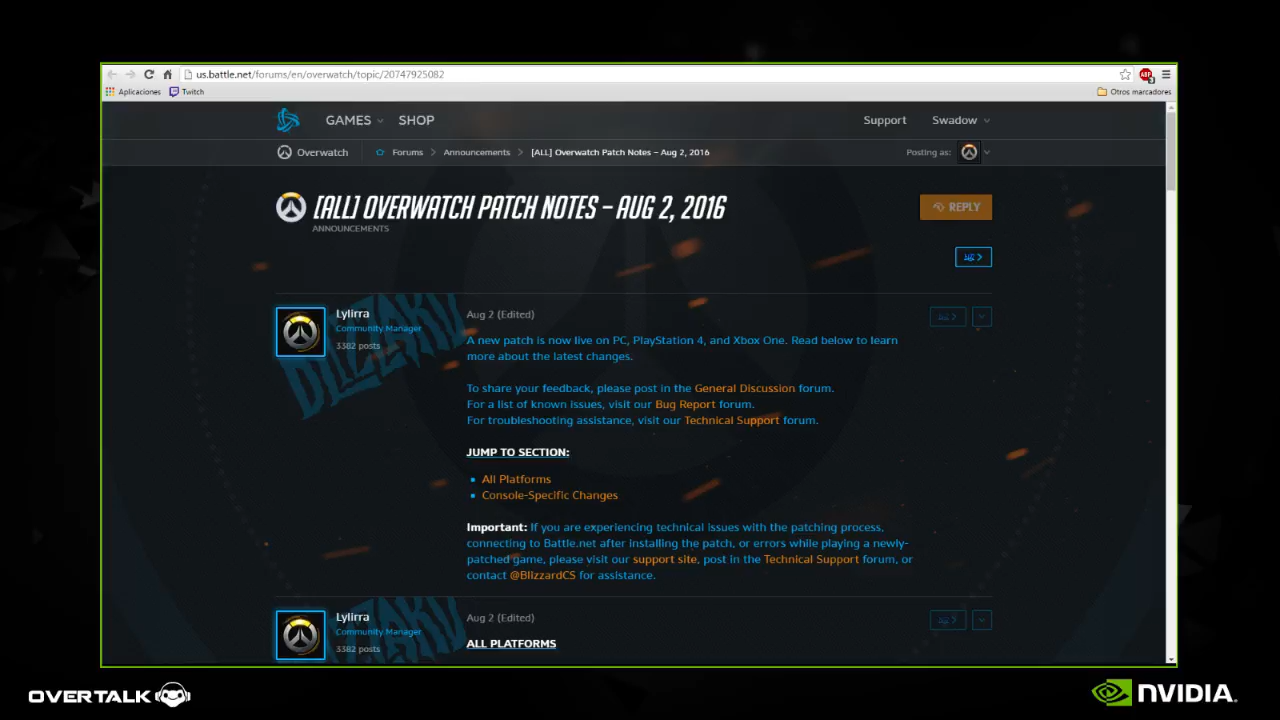 us.battle.net/forums/en/overwatch/topic/20747925082
Aplicaciones Twitch Otros marcadores
GAMES SHOP Support Swadow
Overwatch Forums Announcements [ALL] Overwatch Patch Notes – Aug 2, 2016 Posting as:
[ALL] OVERWATCH PATCH NOTES – AUG 2, 2016
ANNOUNCEMENTS
REPLY
Lylirra
Community Manager
3382 posts
BLIZZARD
Aug 2 (Edited)
A new patch is now live on PC, PlayStation 4, and Xbox One. Read below to learn
more about the latest changes.
To share your feedback, please post in the General Discussion forum.
For a list of known issues, visit our Bug Report forum.
For troubleshooting assistance, visit our Technical Support forum.
JUMP TO SECTION:
All Platforms
Console-Specific Changes
Important: If you are experiencing technical issues with the patching process,
connecting to Battle.net after installing the patch, or errors while playing a newly-
patched game, please visit our support site, post in the Technical Support forum, or
contact @BlizzardCS for assistance.
Lylirra
Community Manager
3382 posts
Aug 2 (Edited)
ALL PLATFORMS
OVERTALK
NVIDIA.